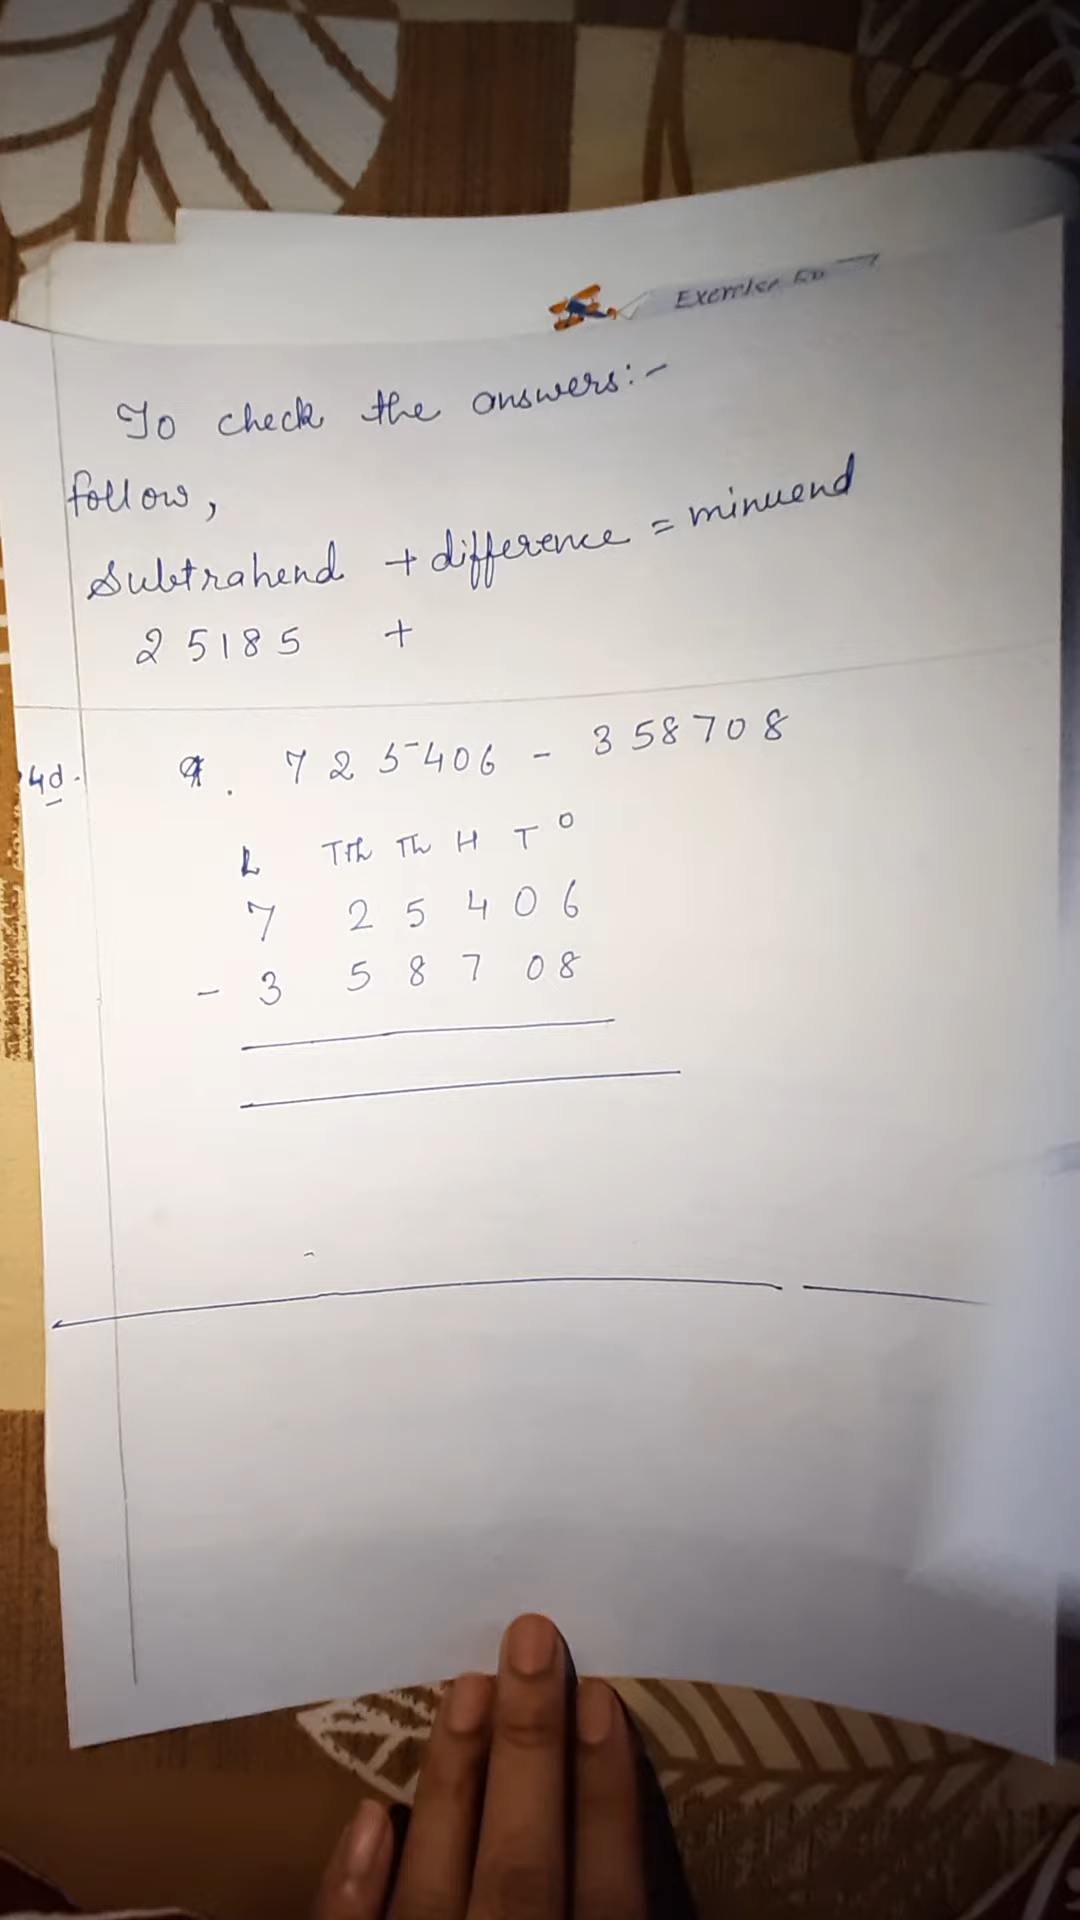 Exercise
To check the answers:-
follow,
Subtrahend + difference = minuend
25185 +
4d. 725406 - 358708
L TTh Th H T O
7 2 5 4 0 6
- 3 5 8 7 0 8